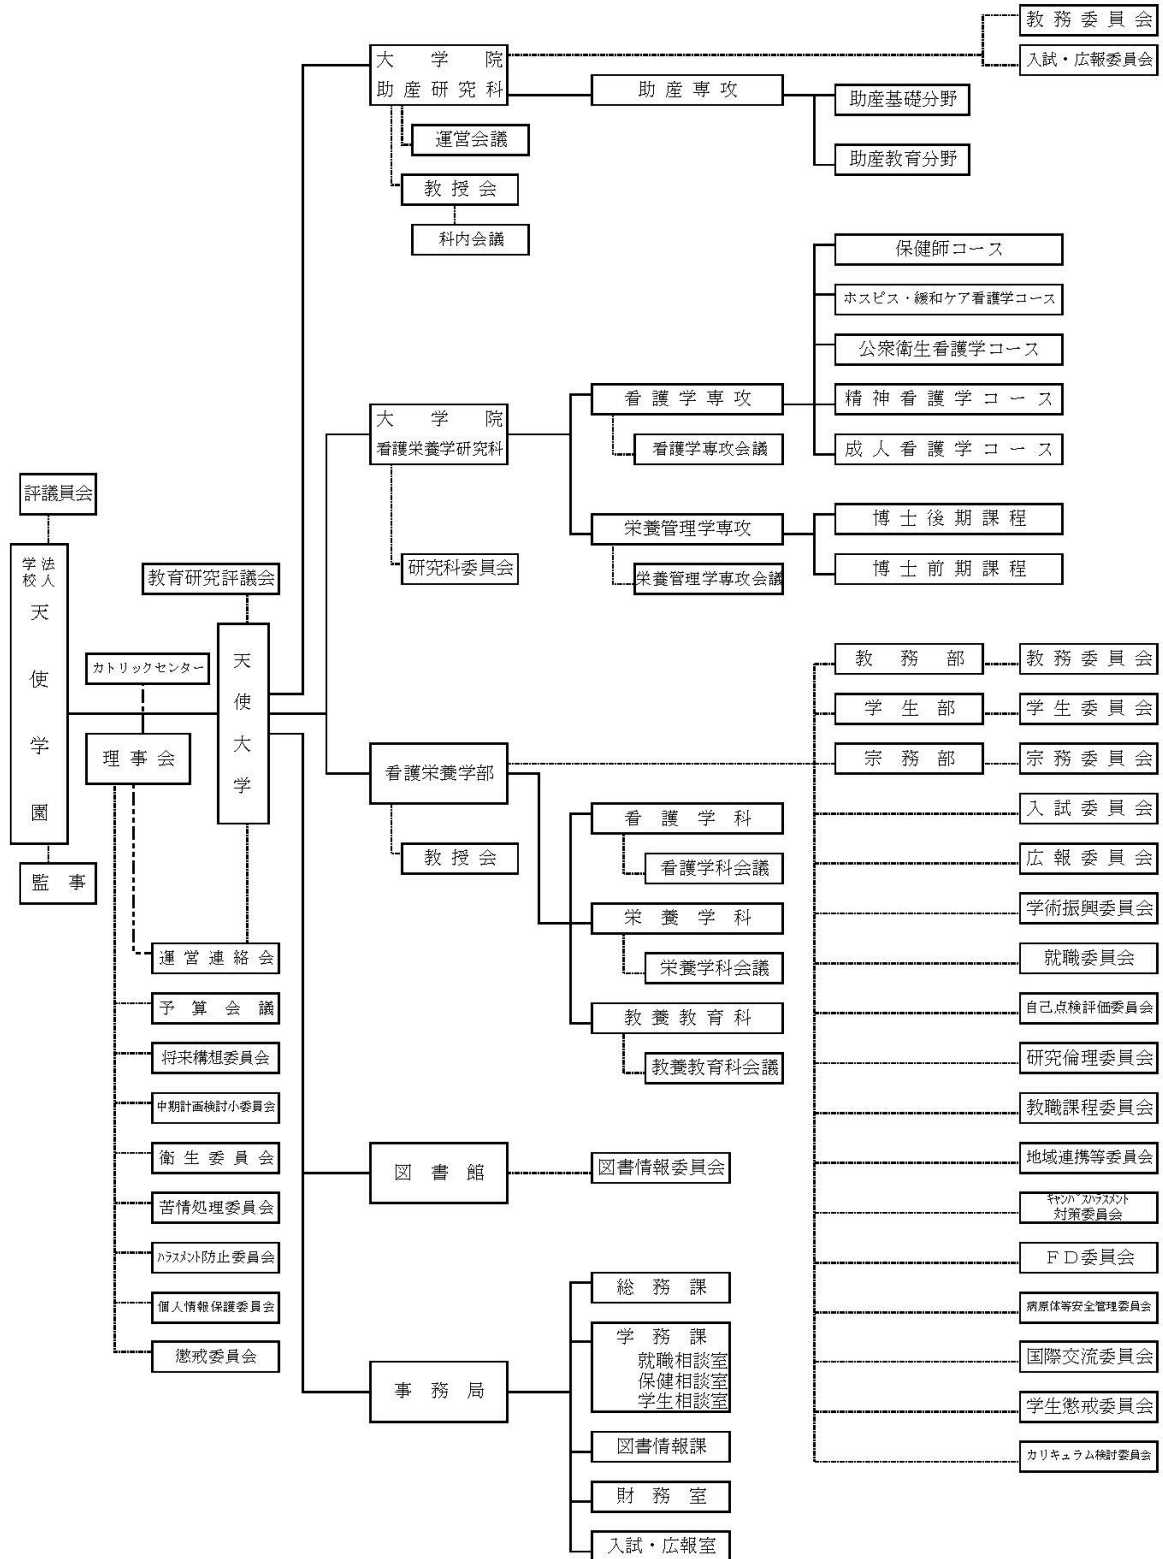 教務委員会
入試・広報委員会
大学院
助産研究科
助産専攻
助産基礎分野
助産教育分野
運営会議
教授会
科内会議
保健師コース
ホスピス・緩和ケア看護学コース
公衆衛生看護学コース
精神看護学コース
成人看護学コース
大学院
看護栄養学研究科
看護学専攻
看護学専攻会議
栄養管理学専攻
栄養管理学専攻会議
博士後期課程
博士前期課程
研究科委員会
評議員会
学校法人
天使学園
監事
教育研究評議会
カトリックセンター
理事会
天使大学
運営連絡会
予算会議
将来構想委員会
中期計画検討小委員会
衛生委員会
苦情処理委員会
ハラスメント防止委員会
個人情報保護委員会
懲戒委員会
看護栄養学部
教授会
看護学科
看護学科会議
栄養学科
栄養学科会議
教養教育科
教養教育科会議
教務部
教務委員会
学生部
学生委員会
宗務部
宗務委員会
入試委員会
広報委員会
学術振興委員会
就職委員会
自己点検評価委員会
研究倫理委員会
教職課程委員会
地域連携等委員会
キャンパスハラスメント
対策委員会
FD委員会
病原体等安全管理委員会
国際交流委員会
学生懲戒委員会
カリキュラム検討委員会
図書館
図書情報委員会
事務局
総務課
学務課
就職相談室
保健相談室
学生相談室
図書情報課
財務室
入試・広報室